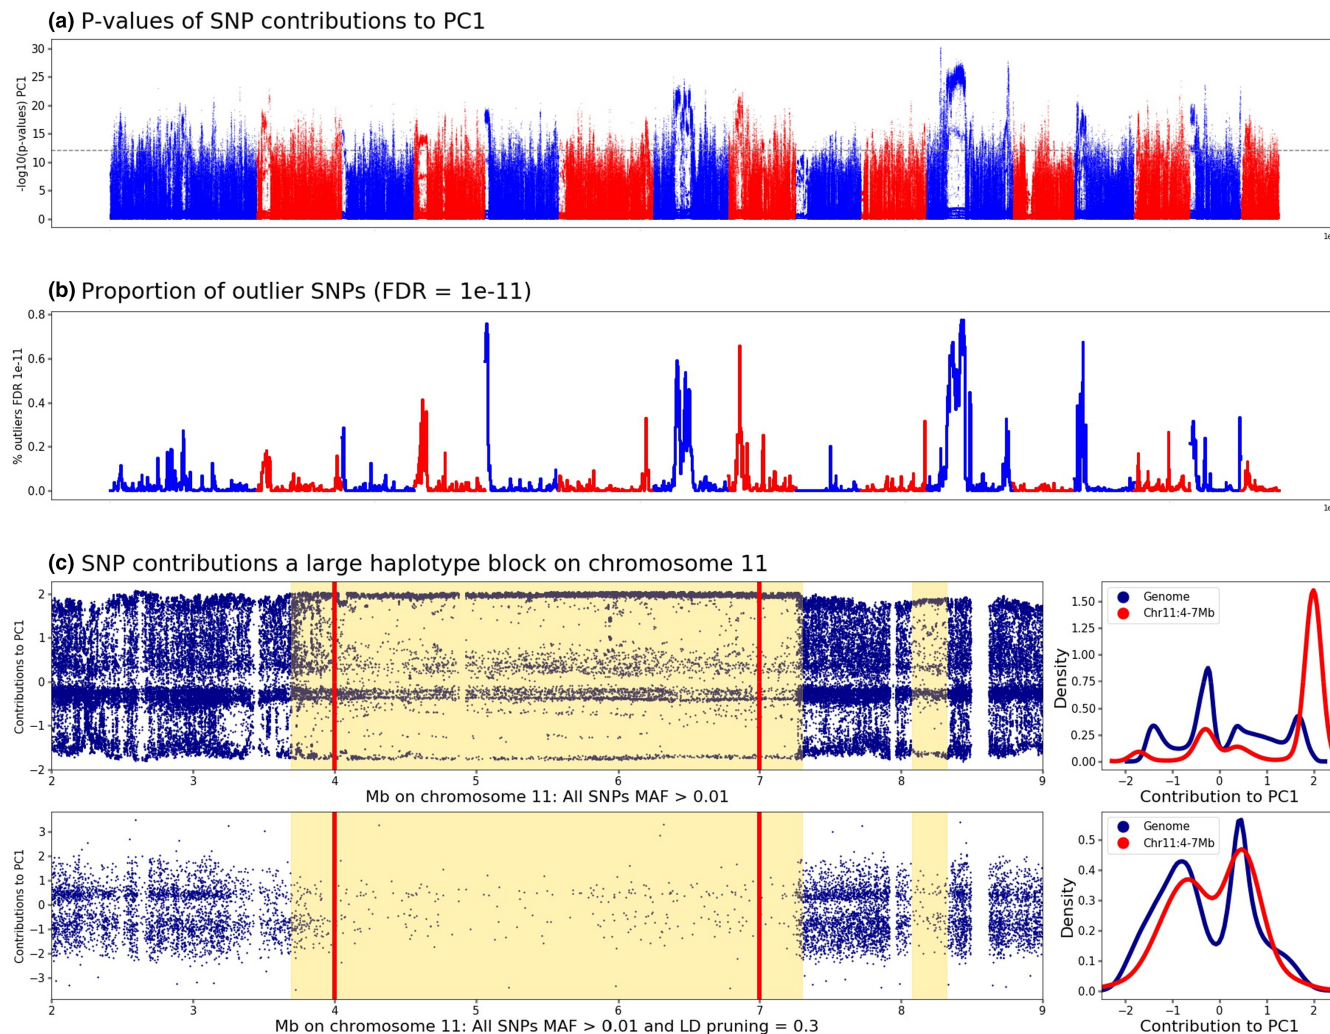 (a) P-values of SNP contributions to PC1
-log10(p-values) PC1
30
25
20
15
10
5
0
1e
(b) Proportion of outlier SNPs (FDR = 1e-11)
% outliers FDR 1e-11
0.8
0.6
0.4
0.2
0.0
1e
(c) SNP contributions a large haplotype block on chromosome 11
Contributions to PC1
2
1
0
−1
−2
2 3 4 5 6 7 8 9
Mb on chromosome 11: All SNPs MAF > 0.01
Density
1.50
1.25
1.00
0.75
0.50
0.25
0.00
Genome
Chr11:4-7Mb
−2 −1 0 1 2
Contribution to PC1
Contributions to PC1
3
2
1
0
−1
−2
−3
2 3 4 5 6 7 8 9
Mb on chromosome 11: All SNPs MAF > 0.01 and LD pruning = 0.3
Density
0.5
0.4
0.3
0.2
0.1
0.0
Genome
Chr11:4-7Mb
−2 −1 0 1 2
Contribution to PC1